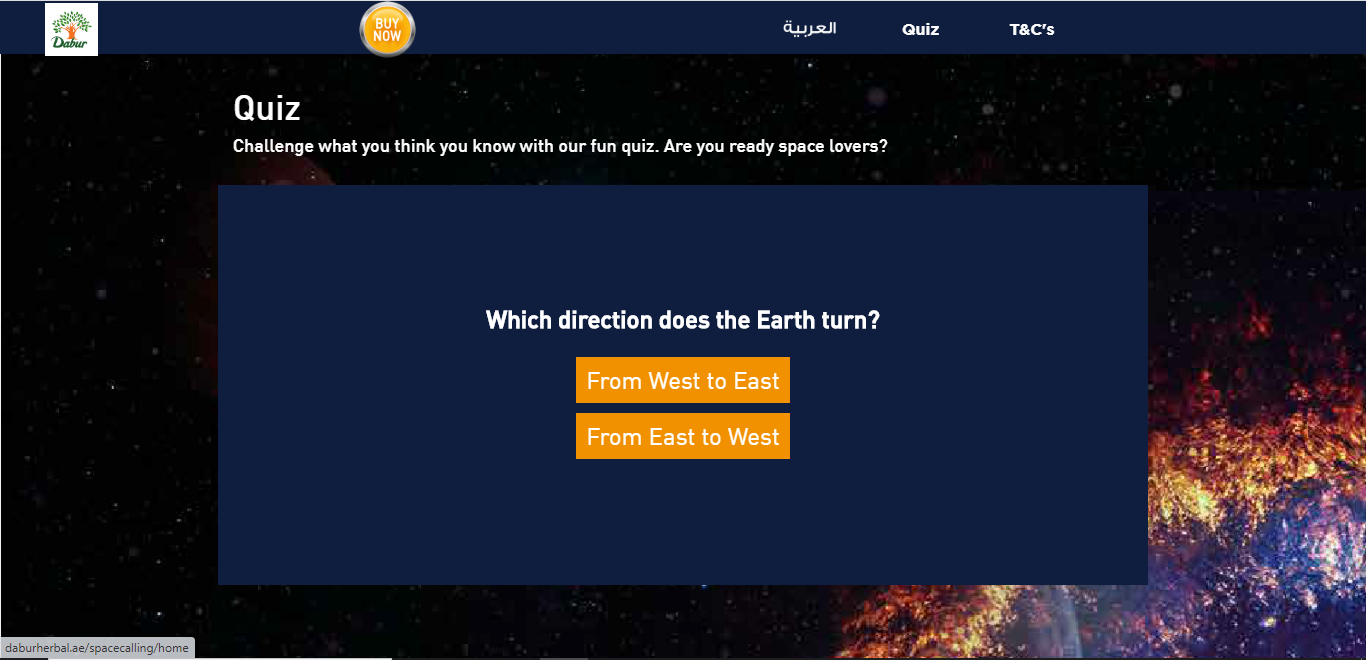 Dabur
BUY
NOW
العربية
Quiz
T&C's
Quiz
Challenge what you think you know with our fun quiz. Are you ready space lovers?
Which direction does the Earth turn?
From West to East
From East to West
daburherbal.ae/spacecalling/home